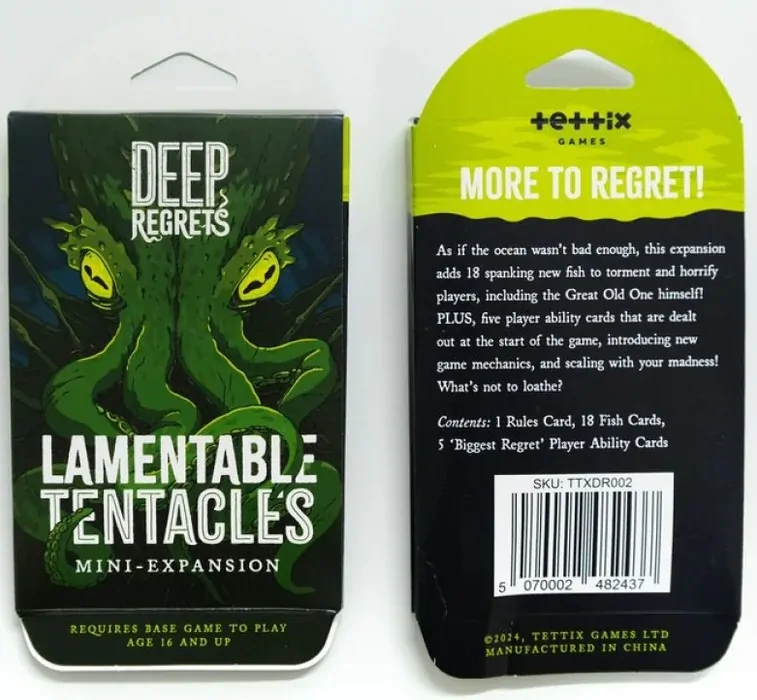 DEEP
REGRETS
LAMENTABLE
TENTACLES
MINI-EXPANSION
REQUIRES BASE GAME TO PLAY
AGE 16 AND UP
tettix
GAMES
MORE TO REGRET!
As if the ocean wasn't bad enough, this expansion
adds 18 spanking new fish to torment and horrify
players, including the Great Old One himself!
PLUS, five player ability cards that are dealt
out at the start of the game, introducing new
game mechanics, and scaling with your madness!
What's not to loathe?
Contents: 1 Rules Card, 18 Fish Cards,
5 'Biggest Regret' Player Ability Cards
SKU: TTXDR002
5 070002 482437
©2024, TETTIX GAMES LTD
MANUFACTURED IN CHINA